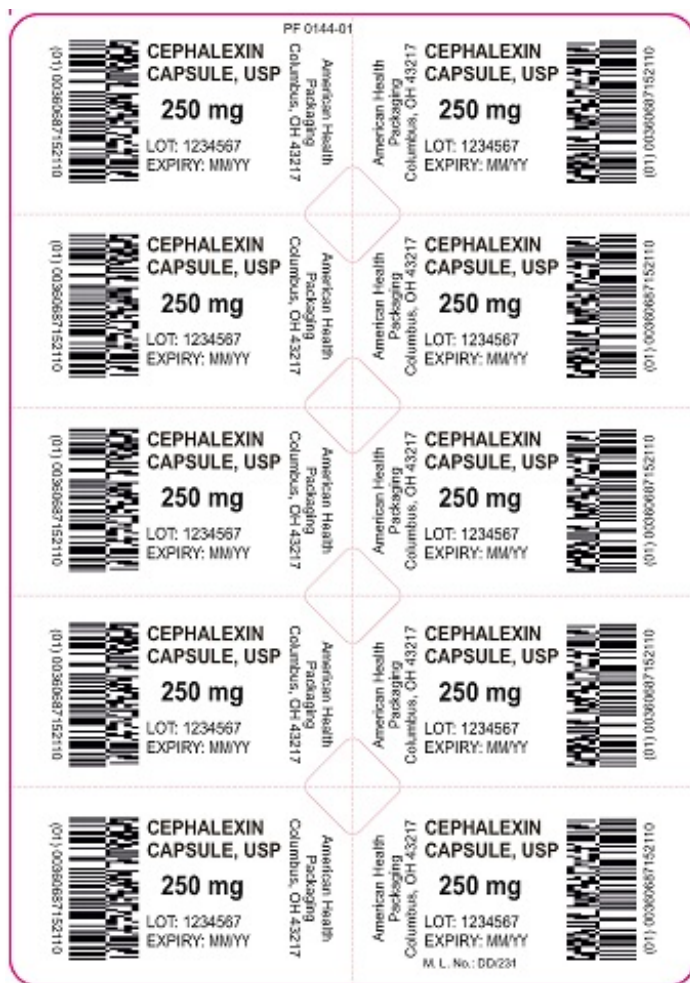 PF 0144-01
(01) 00360687152110
CEPHALEXIN
CAPSULE, USP
250 mg
LOT: 1234567
EXPIRY: MM/YY
American Health
Packaging
Columbus, OH 43217
American Health
Packaging
Columbus, OH 43217
CEPHALEXIN
CAPSULE, USP
250 mg
LOT: 1234567
EXPIRY: MM/YY
(01) 00360687152110
(01) 00360687152110
CEPHALEXIN
CAPSULE, USP
250 mg
LOT: 1234567
EXPIRY: MM/YY
American Health
Packaging
Columbus, OH 43217
American Health
Packaging
Columbus, OH 43217
CEPHALEXIN
CAPSULE, USP
250 mg
LOT: 1234567
EXPIRY: MM/YY
(01) 00360687152110
(01) 00360687152110
CEPHALEXIN
CAPSULE, USP
250 mg
LOT: 1234567
EXPIRY: MM/YY
American Health
Packaging
Columbus, OH 43217
American Health
Packaging
Columbus, OH 43217
CEPHALEXIN
CAPSULE, USP
250 mg
LOT: 1234567
EXPIRY: MM/YY
(01) 00360687152110
(01) 00360687152110
CEPHALEXIN
CAPSULE, USP
250 mg
LOT: 1234567
EXPIRY: MM/YY
American Health
Packaging
Columbus, OH 43217
American Health
Packaging
Columbus, OH 43217
CEPHALEXIN
CAPSULE, USP
250 mg
LOT: 1234567
EXPIRY: MM/YY
(01) 00360687152110
(01) 00360687152110
CEPHALEXIN
CAPSULE, USP
250 mg
LOT: 1234567
EXPIRY: MM/YY
American Health
Packaging
Columbus, OH 43217
American Health
Packaging
Columbus, OH 43217
CEPHALEXIN
CAPSULE, USP
250 mg
LOT: 1234567
EXPIRY: MM/YY
(01) 00360687152110
M. L. No.: DD/231